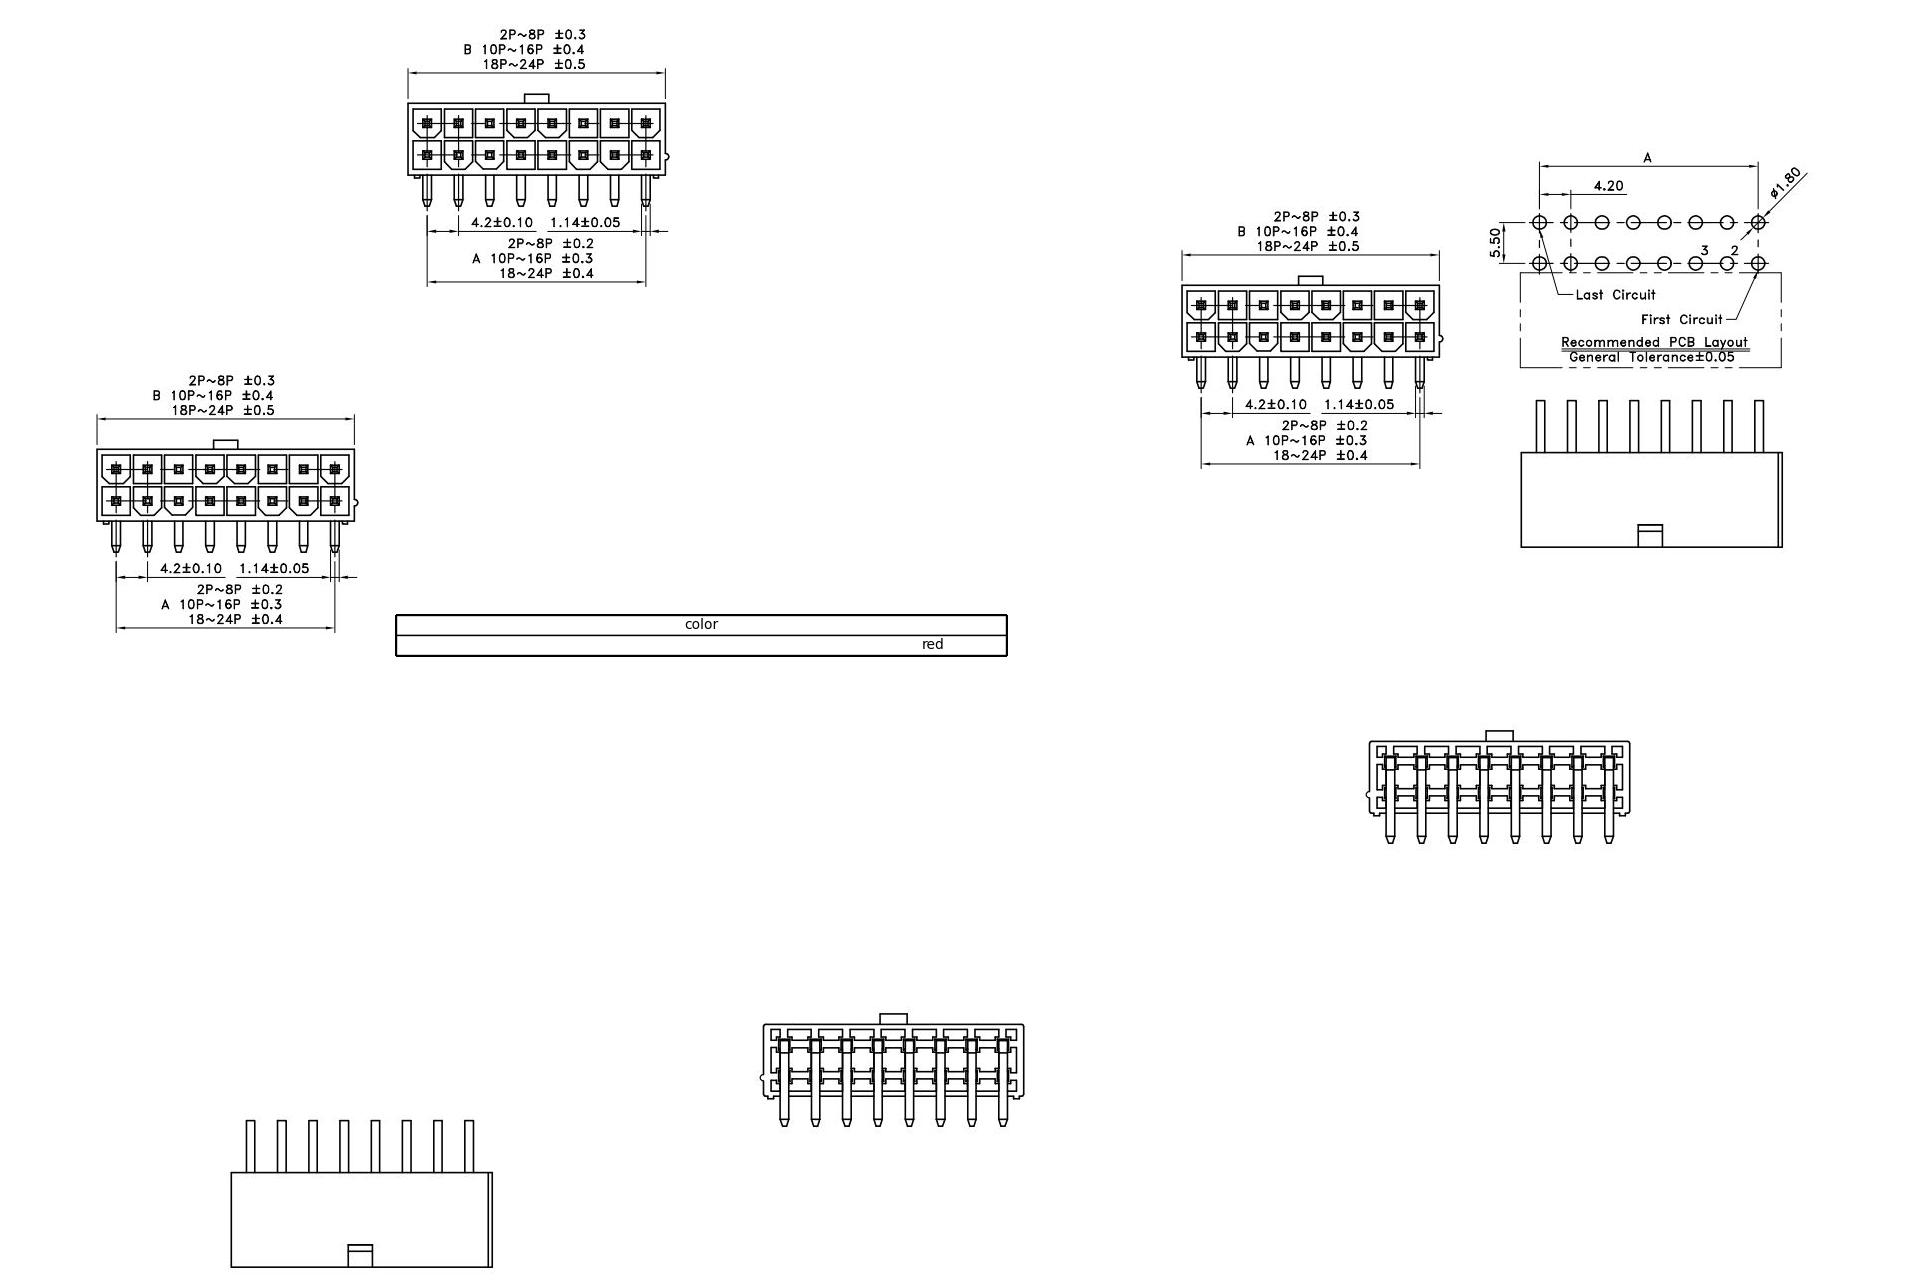 2P~8P ±0.3
B 10P~16P ±0.4
18P~24P ±0.5
4.2±0.10 1.14±0.05
2P~8P ±0.2
A 10P~16P ±0.3
18~24P ±0.4
A
4.20
ø1.80
5.50
3 2
Last Circuit
First Circuit
Recommended PCB Layout
General Tolerance±0.05
2P~8P ±0.3
B 10P~16P ±0.4
18P~24P ±0.5
4.2±0.10 1.14±0.05
2P~8P ±0.2
A 10P~16P ±0.3
18~24P ±0.4
2P~8P ±0.3
B 10P~16P ±0.4
18P~24P ±0.5
4.2±0.10 1.14±0.05
2P~8P ±0.2
A 10P~16P ±0.3
18~24P ±0.4
color
red